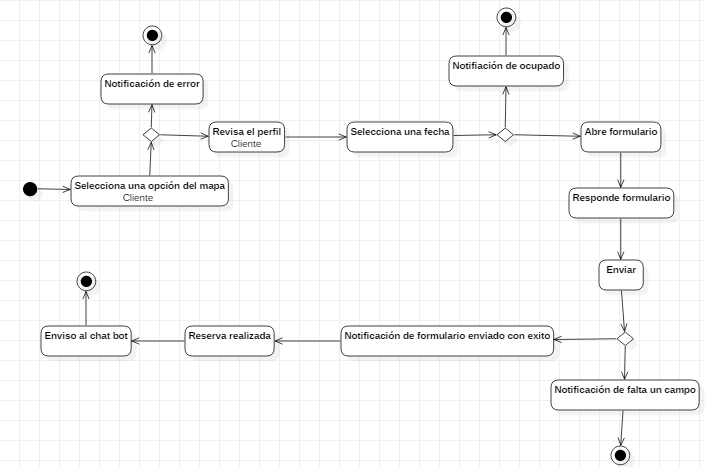 Notificación de error
Notifiación de ocupado
Revisa el perfil
Cliente
Selecciona una fecha
Abre formulario
Selecciona una opción del mapa
Cliente
Responde formulario
Enviar
Enviso al chat bot
Reserva realizada
Notificación de formulario enviado con exito
Notificación de falta un campo